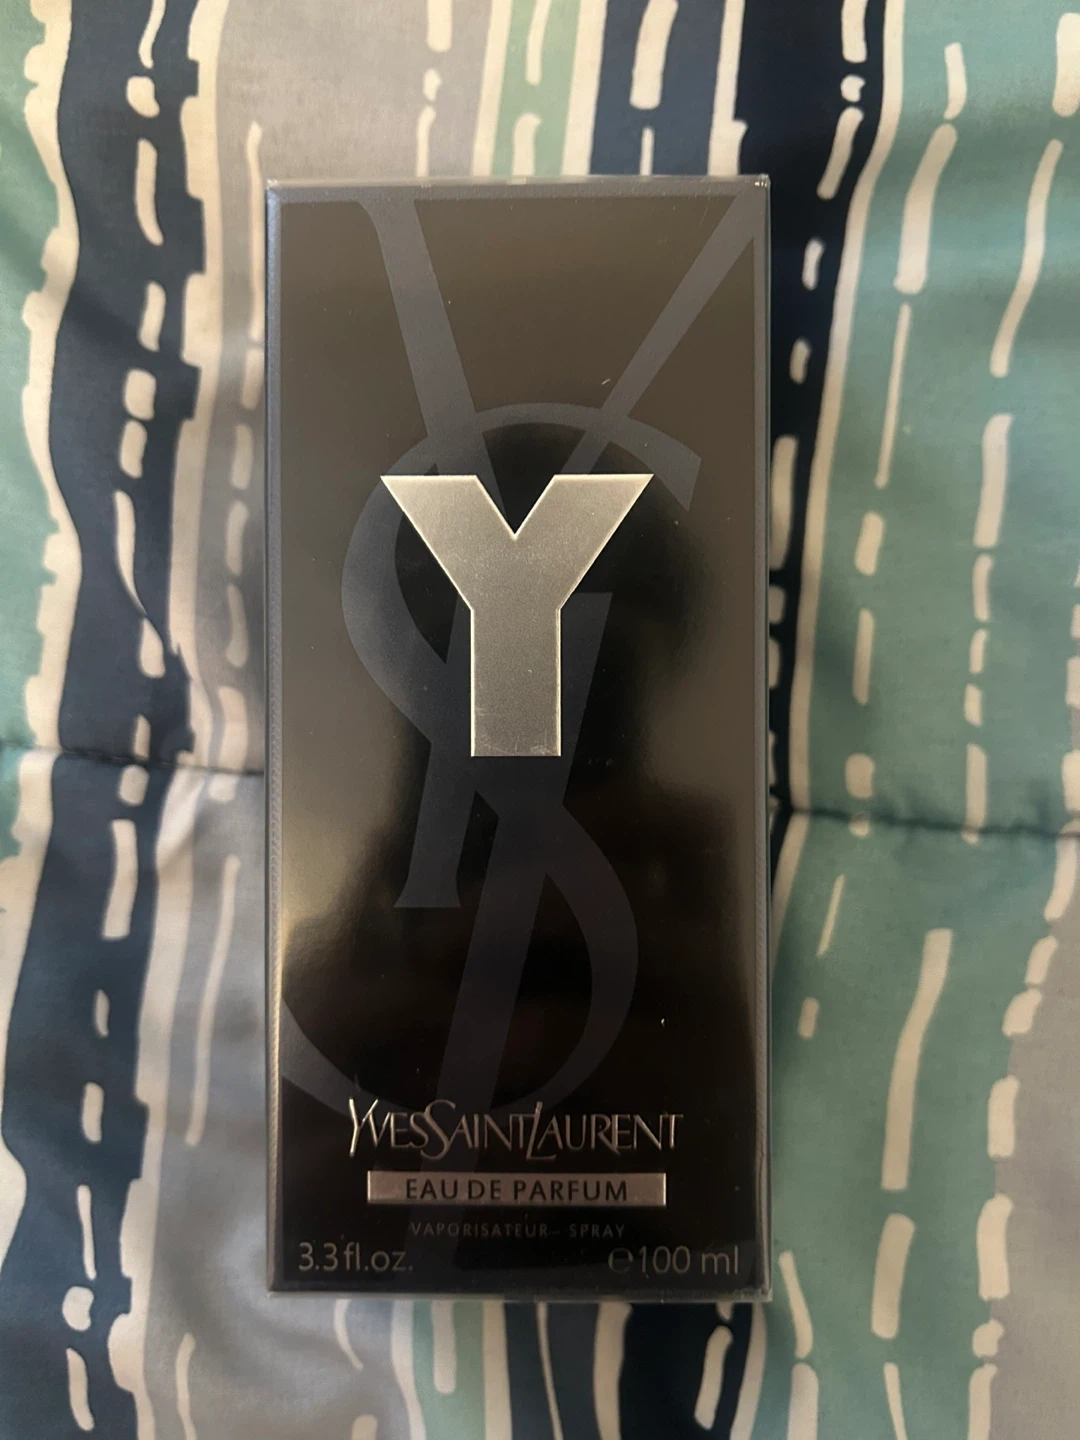 Y
YVESSAINTLAURENT
EAU DE PARFUM
VAPORISATEUR - SPRAY
3.3 fl.oz. ℮100 ml